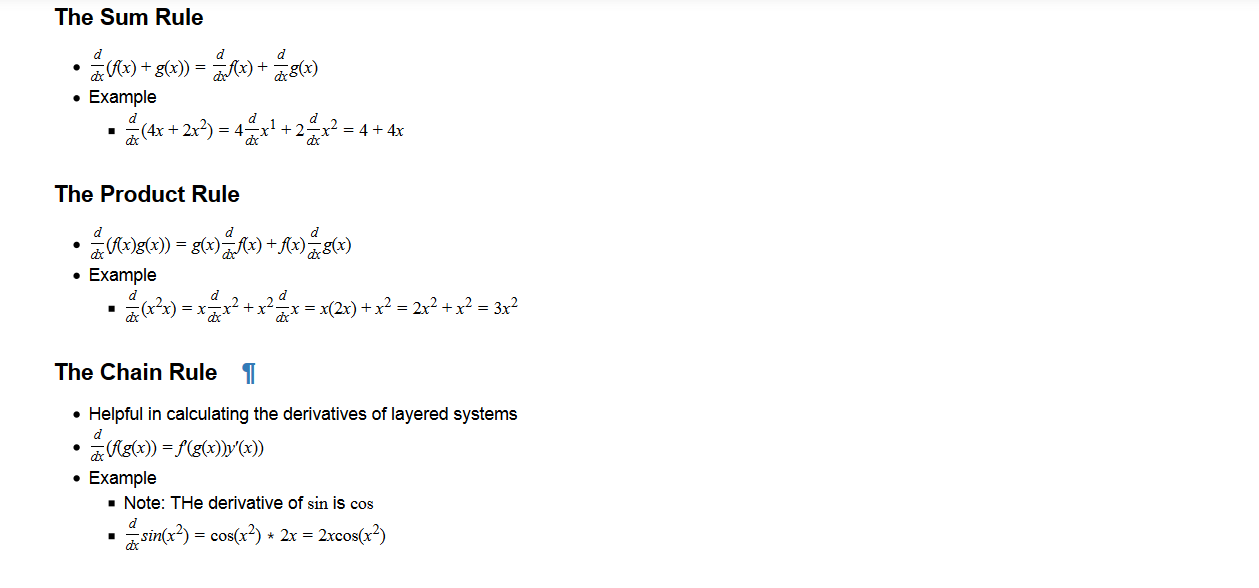 The Sum Rule
• d/dx (f(x) + g(x)) = d/dx f(x) + d/dx g(x)
• Example
▪ d/dx (4x + 2x²) = 4 d/dx x¹ + 2 d/dx x² = 4 + 4x
The Product Rule
• d/dx (f(x)g(x)) = g(x) d/dx f(x) + f(x) d/dx g(x)
• Example
▪ d/dx (x²x) = x d/dx x² + x² d/dx x = x(2x) + x² = 2x² + x² = 3x²
The Chain Rule ¶
• Helpful in calculating the derivatives of layered systems
• d/dx (f(g(x)) = f'(g(x))y'(x))
• Example
▪ Note: THe derivative of sin is cos
▪ d/dx sin(x²) = cos(x²) * 2x = 2xcos(x²)